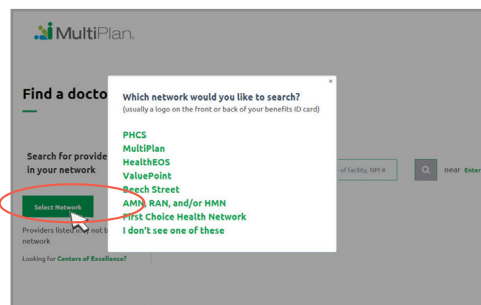 MultiPlan.
Find a docto
Which network would you like to search?
(usually a logo on the front or back of your benefits ID card)
PHCS
MultiPlan
HealthEOS
ValuePoint
Beech Street
AMN, RAN, and/or HMN
First Choice Health Network
I don't see one of these
Search for provide
in your network
of facility, NPI #
near Enter
Select Network
Providers listed may not b
network
Looking for Centers of Excellence?